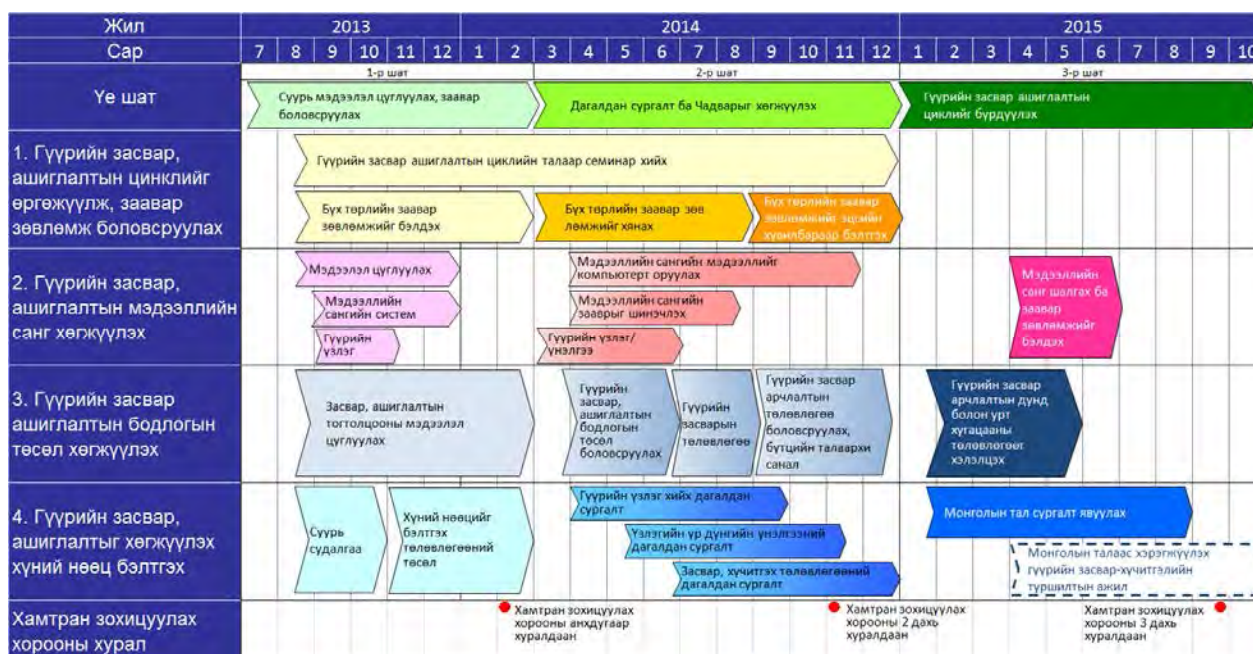 Жил 2013 2014 2015
Сар 7 8 9 10 11 12 1 2 3 4 5 6 7 8 9 10 11 12 1 2 3 4 5 6 7 8 9 10
1-р шат 2-р шат 3-р шат
Үе шат
Суурь мэдээлэл цуглуулах, заавар
боловсруулах
Дагалдан сургалт ба Чадварыг хөгжүүлэх
Гүүрийн засвар ашиглалтын
циклийг бүрдүүлэх
1. Гүүрийн засвар,
ашиглалтын цинклийг
өргөжүүлж, заавар
зөвлөмж боловсруулах
Гүүрийн засвар ашиглалтын циклийн талаар семинар хийх
Бүх төрлийн заавар
зөвлөмжийг бэлдэх
Бүх төрлийн заавар зөв
лөмжийг хянах
Бүх төрлийн заавар
зөвлөмжийг эцсийн
хувилбараар бэлтгэх
2. Гүүрийн засвар,
ашиглалтын мэдээллийн
санг хөгжүүлэх
Мэдээлэл цуглуулах
Мэдээллийн
сангийн систем
Гүүрийн
үзлэг
Мэдээллийн сангийн мэдээллийг
компьютерт оруулах
Мэдээллийн сангийн
зааврыг шинэчлэх
Гүүрийн үзлэг/
үнэлгээ
Мэдээллийн
санг шалгах ба
заавар
зөвлөмжийг
бэлдэх
3. Гүүрийн засвар
ашиглалтын бодлогын
төсөл хөгжүүлэх
Засвар, ашиглалтын
тогтолцооны мэдээлэл
цуглуулах
Гүүрийн
засвар,
ашиглалтын
бодлогын
төсөл
боловсруулах
Гүүрийн
засварын
төлөвлөгөө
Гүүрийн засвар
арчлалтын
төлөвлөгөө
боловсруулах,
бүтцийн талаархи
санал
Гүүрийн засвар
арчлалтын дунд
болон урт
хугацааны
төлөвлөгөөг
хэлэлцэх
4. Гүүрийн засвар,
ашиглалтыг хөгжүүлэх
хүний нөөц бэлтгэх
Суурь
судалгаа
Хүний нөөцийг
бэлтгэх
төлөвлөгөөний
төсөл
Гүүрийн үзлэг хийх дагалдан
сургалт
Үзлэгийн үр дүнгийн үнэлгээний
дагалдан сургалт
Засвар, хүчитгэх төлөвлөгөөний
дагалдан сургалт
Монголын тал сургалт явуулах
Монголын талаас хэрэгжүүлэх
гүүрийн засвар-хүчитгэлийн
туршилтын ажил
Хамтран зохицуулах
хорооны хурал
Хамтран зохицуулах
хорооны анхдугаар
хуралдаан
Хамтран зохицуулах
хорооны 2 дахь
хуралдаан
Хамтран зохицуулах
хорооны 3 дахь
хуралдаан